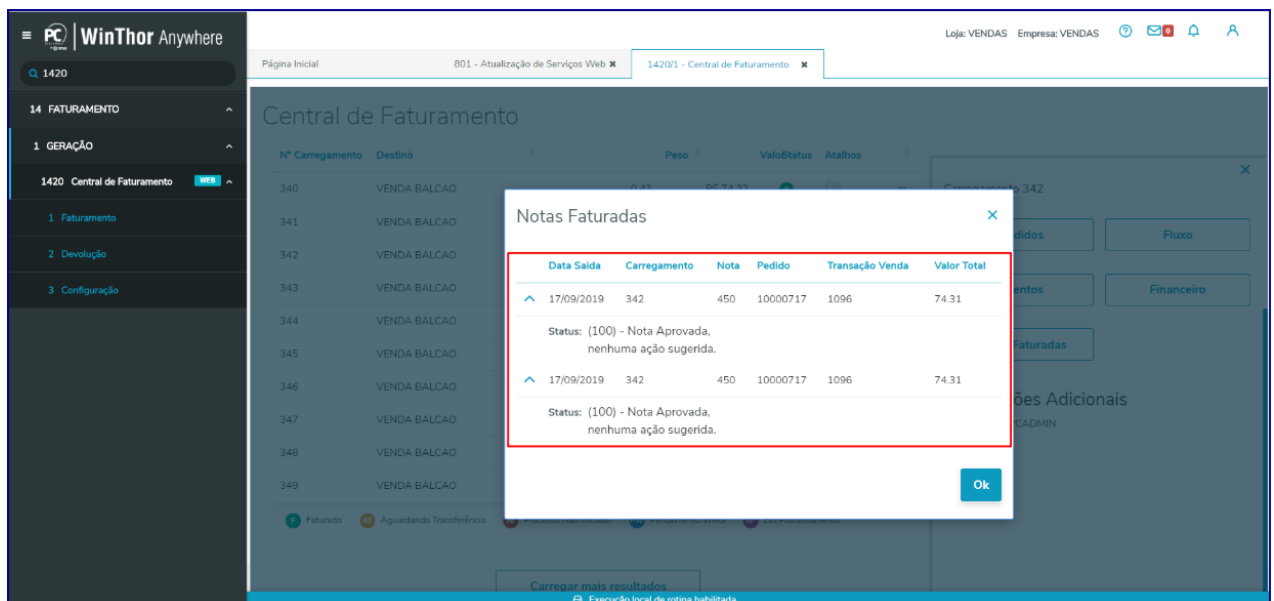 PC WinThor Anywhere
Loja: VENDAS Empresa: VENDAS
1420
Página Inicial
801 - Atualização de Serviços Web
1420/1 - Central de Faturamento
14 FATURAMENTO
1 GERAÇÃO
1420 Central de Faturamento WEB
1 Faturamento
2 Devolução
3 Configuração
Central de Faturamento
Nº Carregamento Destino Peso Valor Status Atalhos
340 VENDA BALCAO 0.42 R$ 74.32
341 VENDA BALCAO
342 VENDA BALCAO
343 VENDA BALCAO
344 VENDA BALCAO
345 VENDA BALCAO
346 VENDA BALCAO
347 VENDA BALCAO
348 VENDA BALCAO
349 VENDA BALCAO
F Faturado AT Aguardando Transferência
Carregar mais resultados
Notas Faturadas
Data Saída Carregamento Nota Pedido Transação Venda Valor Total
17/09/2019 342 450 10000717 1096 74.31
Status: (100) - Nota Aprovada,
nenhuma ação sugerida.
17/09/2019 342 450 10000717 1096 74.31
Status: (100) - Nota Aprovada,
nenhuma ação sugerida.
Ok
Carregamento 342
Fluxo
Financeiro
Faturadas
Execução local de rotina habilitada